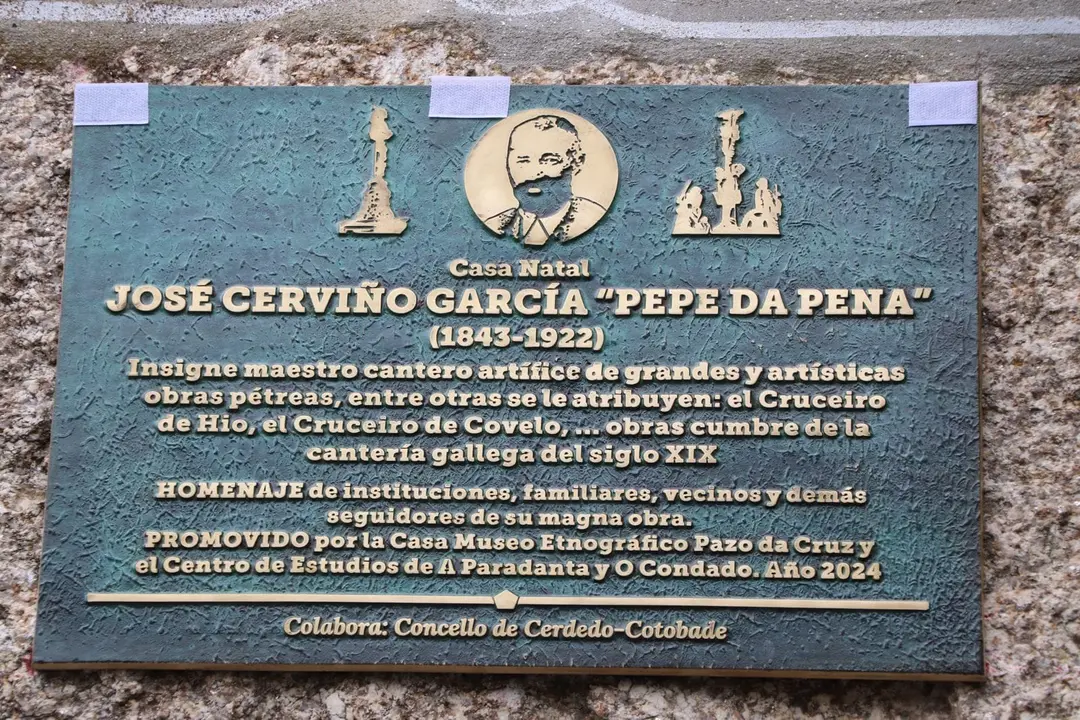 Casa Natal
JOSÉ CERVIÑO GARCÍA "PEPE DA PENA"
(1843-1922)
Insigne maestro cantero artífice de grandes y artísticas
obras pétreas, entre otras se le atribuyen: el Cruceiro
de Hio, el Cruceiro de Covelo, ... obras cumbre de la
cantería gallega del siglo XIX
HOMENAJE de instituciones, familiares, vecinos y demás
seguidores de su magna obra.
PROMOVIDO por la Casa Museo Etnográfico Pazo da Cruz y
el Centro de Estudios de A Paradanta y O Condado. Año 2024
Colabora: Concello de Cerdedo-Cotobade